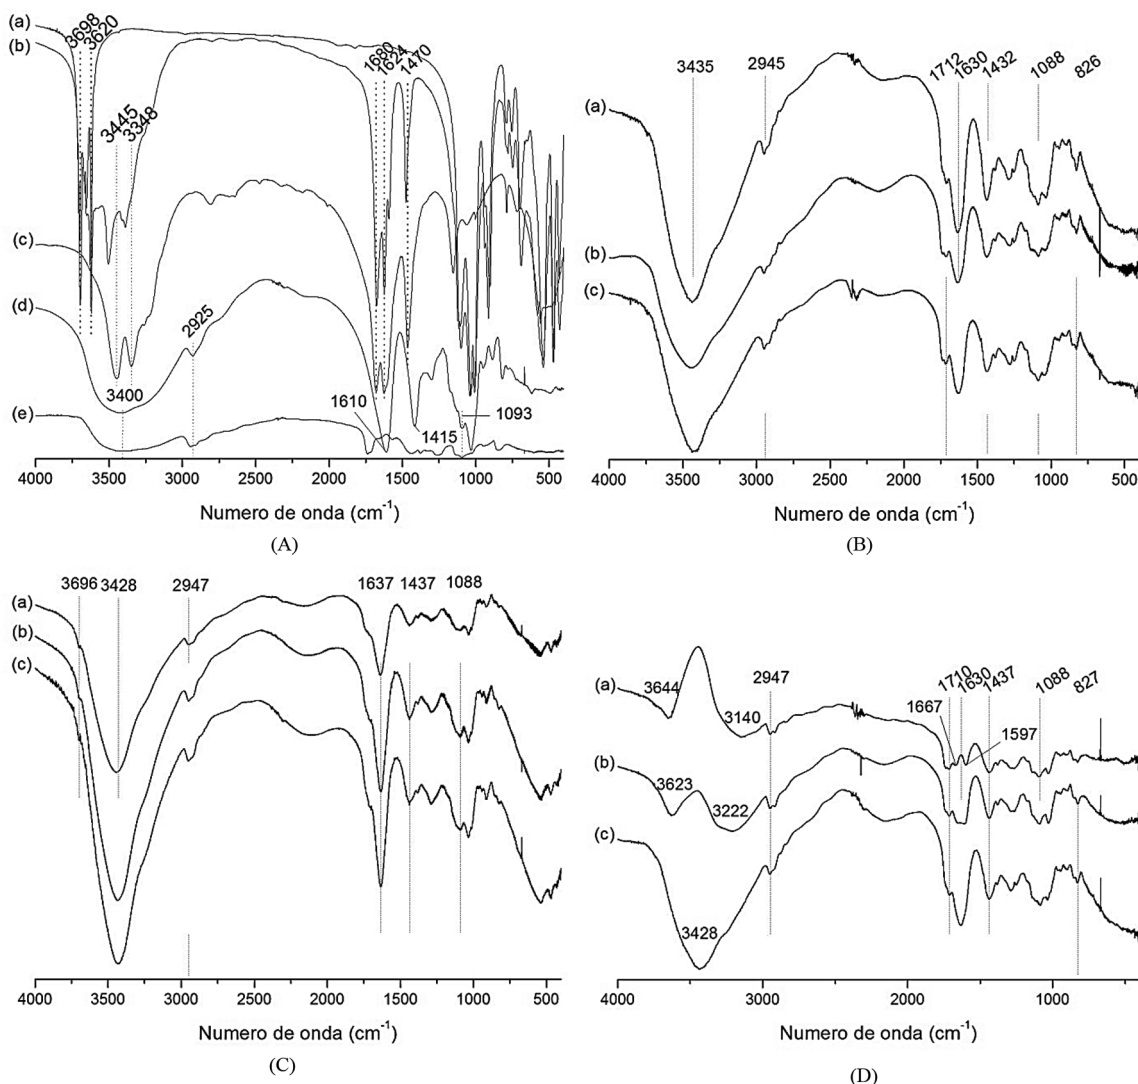 (a)
(b)
(c)
(d)
(e)
3698
3620
3445
3348
1680
1624
1470
2925
3400
1610
1415
1093
4000 3500 3000 2500 2000 1500 1000 500
Numero de onda (cm⁻¹)
(A)
3435 2945 1712 1630 1432 1088 826
(a)
(b)
(c)
4000 3500 3000 2500 2000 1500 1000 500
Numero de onda (cm⁻¹)
(B)
3696 3428 2947 1637 1437 1088
(a)
(b)
(c)
4000 3500 3000 2500 2000 1500 1000 500
Numero de onda (cm⁻¹)
(C)
(a)
(b)
(c)
3644
3140
2947
1710 1630 1437 1088 827
1667
1597
3623
3222
3428
4000 3000 2000 1000
Numero de onda (cm⁻¹)
(D)